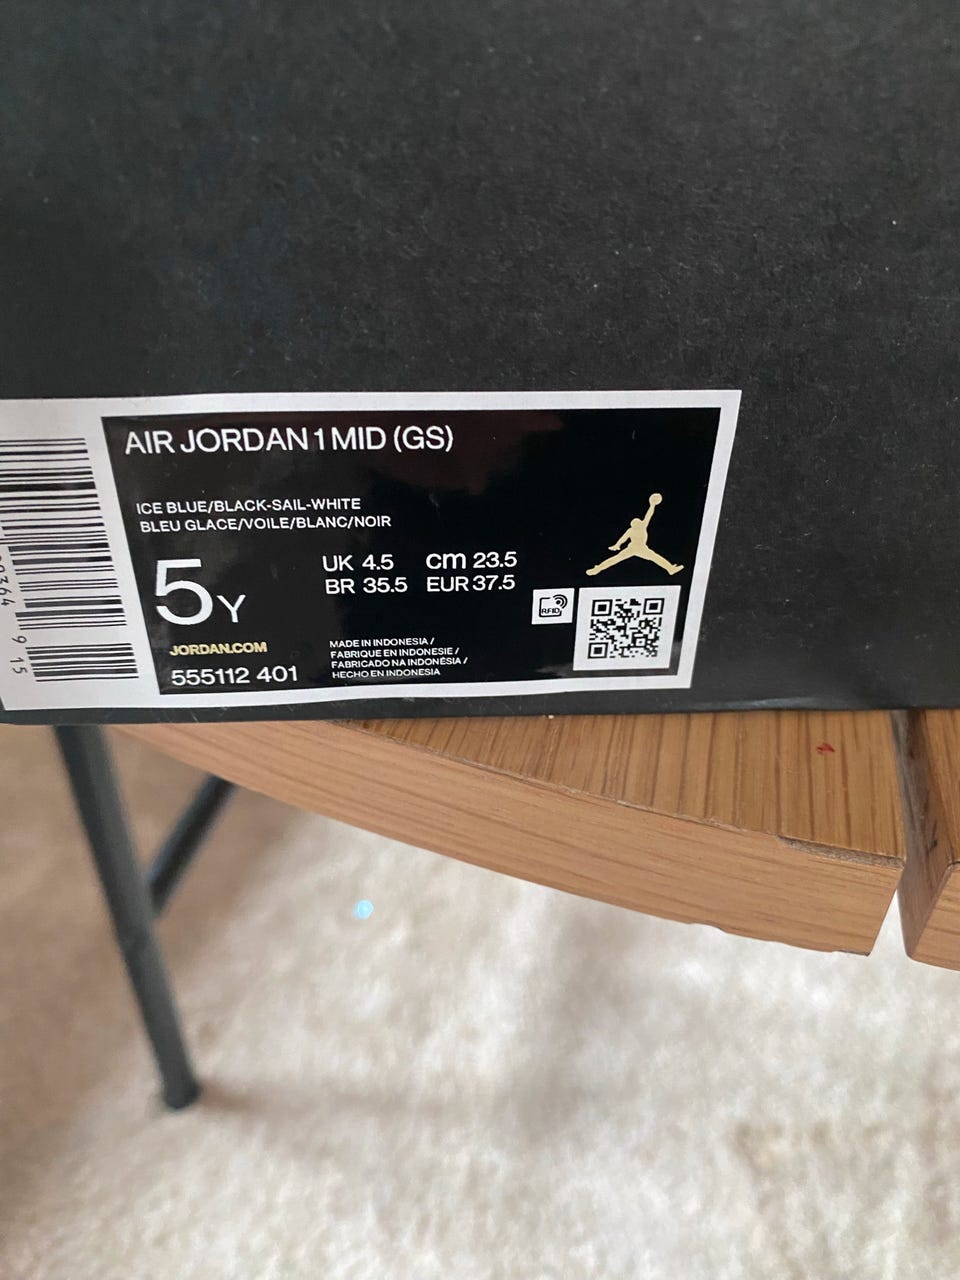 AIR JORDAN 1 MID (GS)
ICE BLUE/BLACK-SAIL-WHITE
BLEU GLACE/VOILE/BLANC/NOIR
5Y
UK 4.5 cm 23.5
BR 35.5 EUR 37.5
RFID
JORDAN.COM
555112 401
MADE IN INDONESIA /
FABRIQUE EN INDONESIE /
FABRICADO NA INDONÉSIA /
HECHO EN INDONESIA
9 15